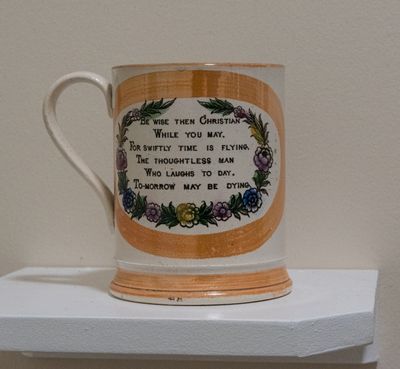 Be wise then Christian
While you may,
For swiftly time is flying,
The thoughtless man
Who laughs to day,
To-morrow may be dying.